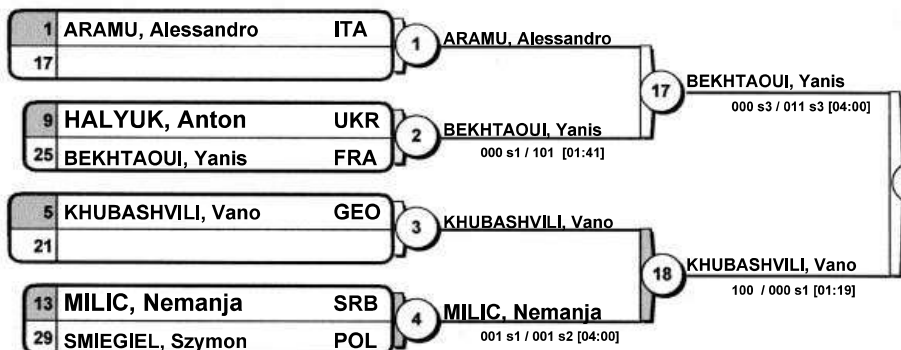 1 ARAMU, Alessandro ITA
17
1 ARAMU, Alessandro
9 HALYUK, Anton UKR
25 BEKHTAOUI, Yanis FRA
2 BEKHTAOUI, Yanis
000 s1 / 101 [01:41]
17 BEKHTAOUI, Yanis
000 s3 / 011 s3 [04:00]
5 KHUBASHVILI, Vano GEO
21
3 KHUBASHVILI, Vano
13 MILIC, Nemanja SRB
29 SMIEGIEL, Szymon POL
4 MILIC, Nemanja
001 s1 / 001 s2 [04:00]
18 KHUBASHVILI, Vano
100 / 000 s1 [01:19]